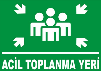 ACİL TOPLANMA YERİ